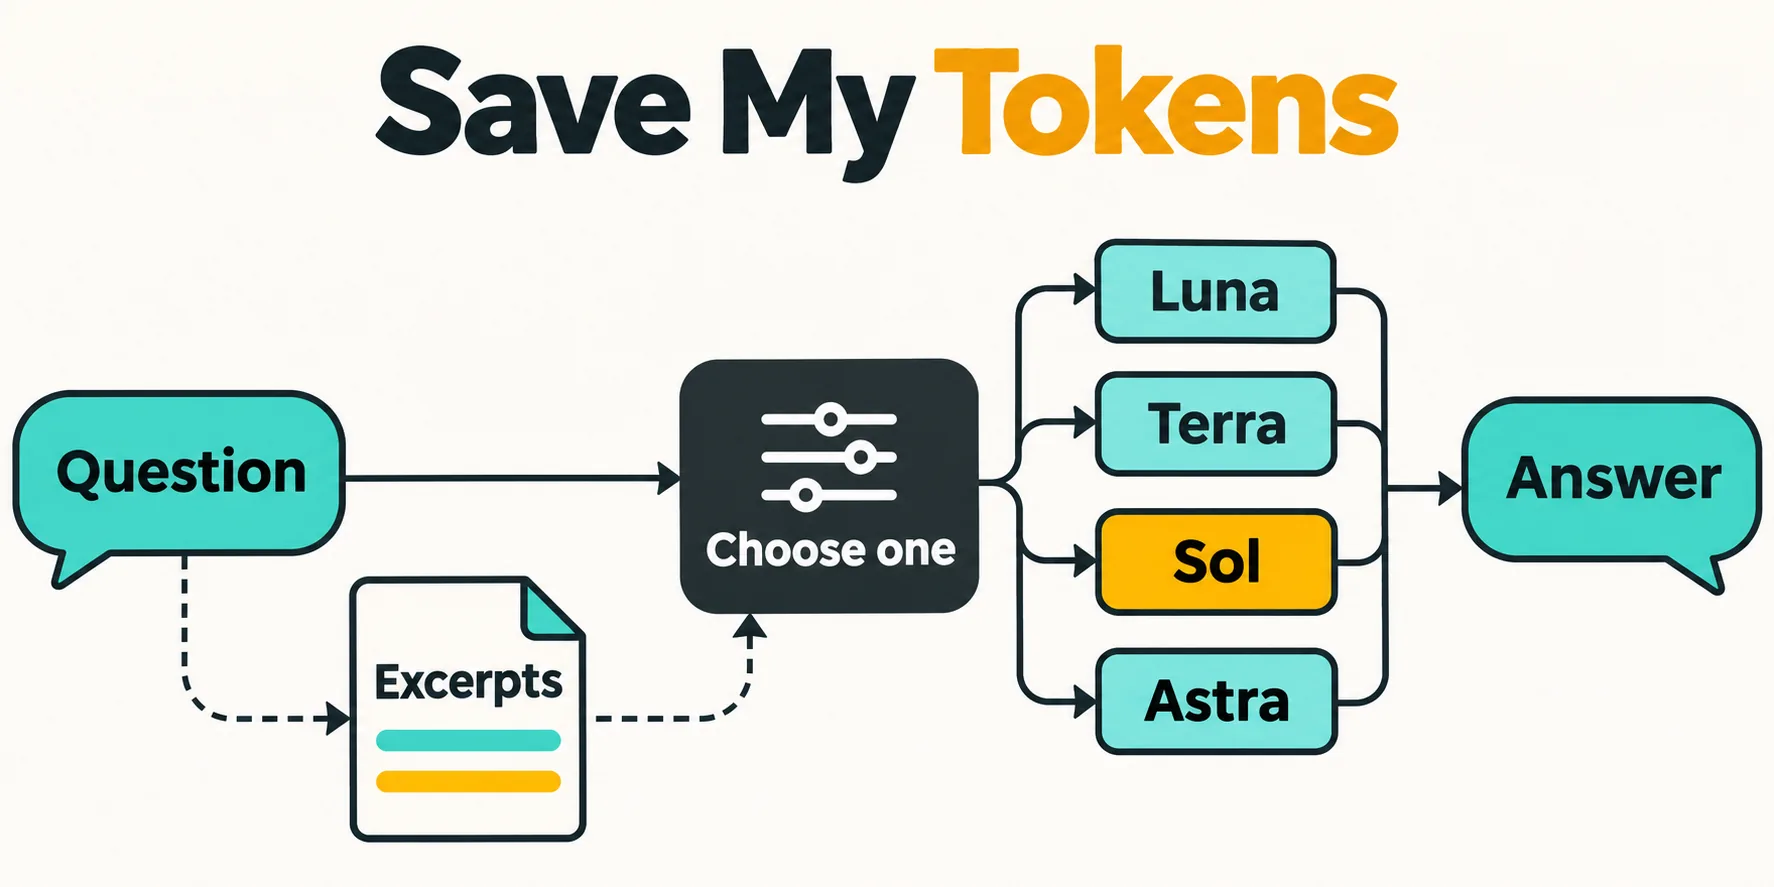 Save My Tokens
Question
Excerpts
Choose one
Luna
Terra
Sol
Astra
Answer